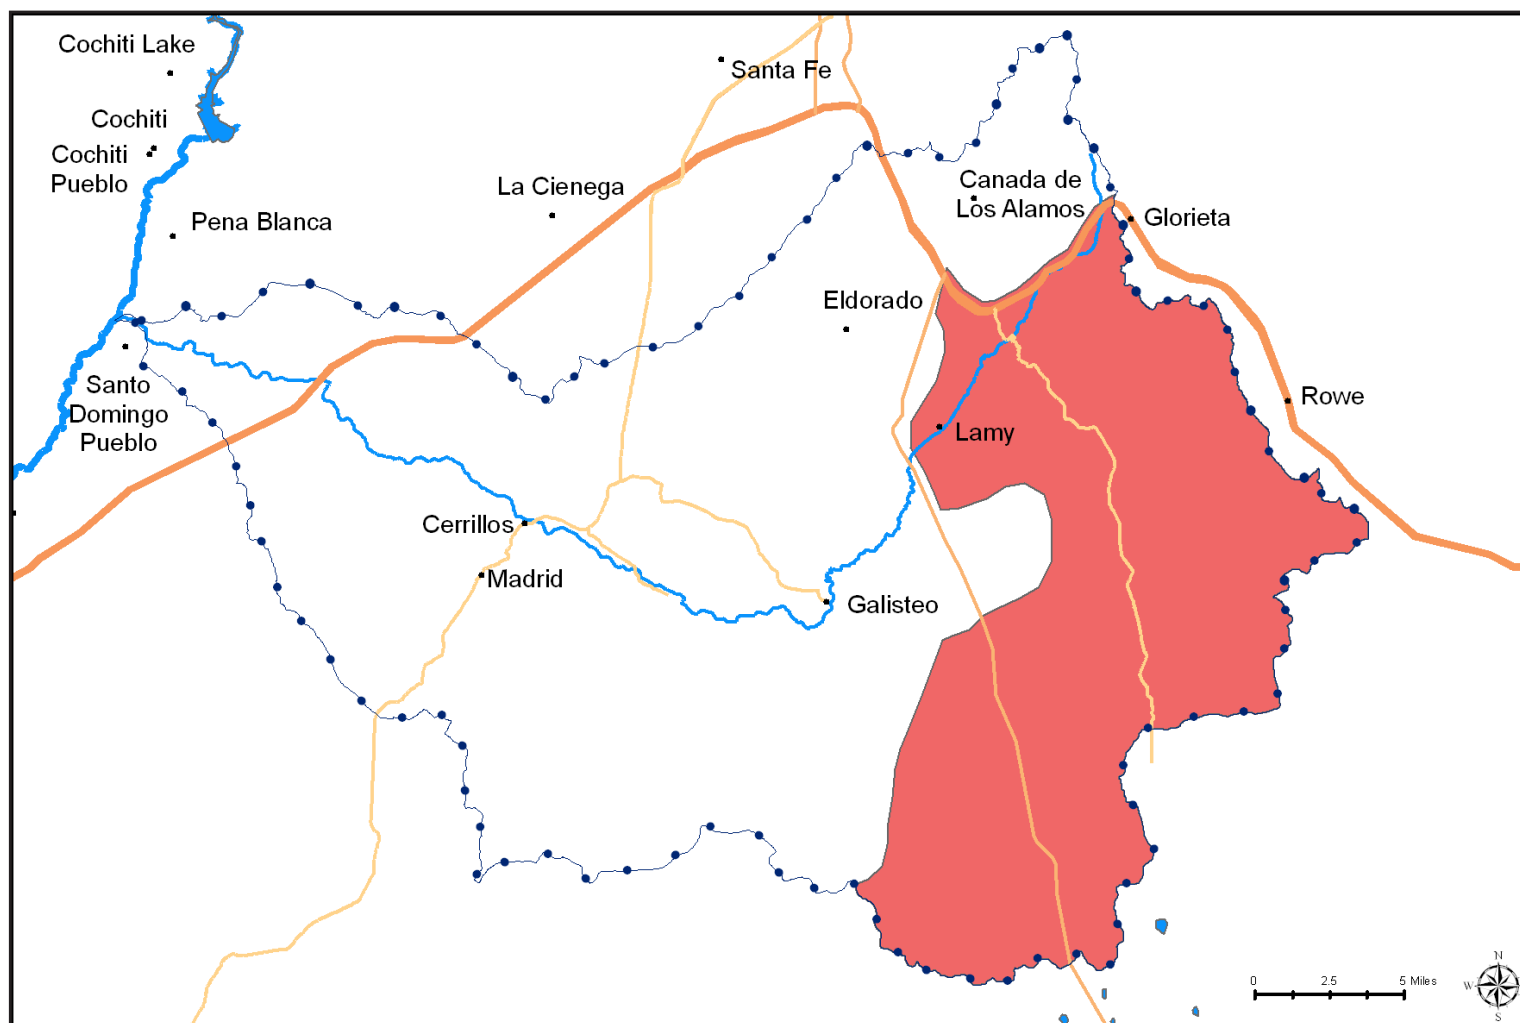 Cochiti Lake
Santa Fe
Cochiti
Cochiti
Pueblo
La Cienega
Canada de
Los Alamos
Glorieta
Pena Blanca
Eldorado
Santo
Domingo
Pueblo
Rowe
Lamy
Cerrillos
Madrid
Galisteo
0 2.5 5 Miles
N
W
S